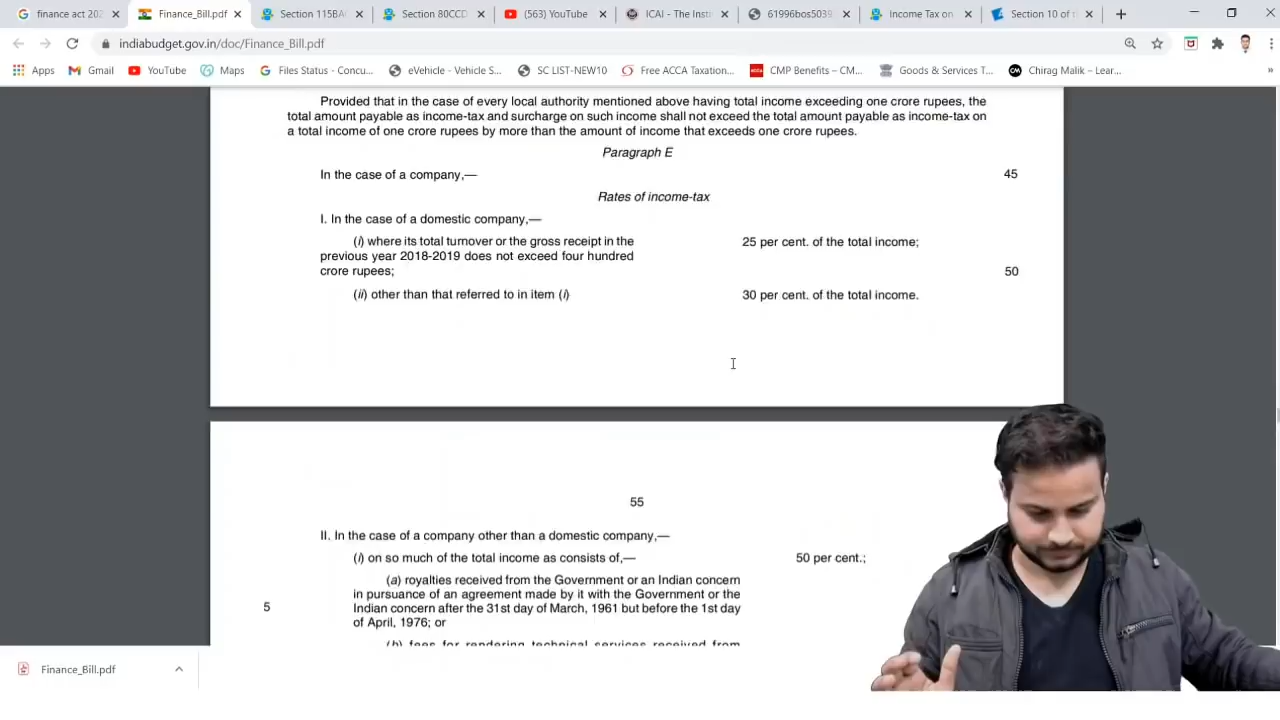 finance act 202
Finance_Bill.pdf
Section 115BA
Section 80CCD
(563) YouTube
ICAI - The Inst
61996bos5039
Income Tax on
Section 10 of t
indiabudget.gov.in/doc/Finance_Bill.pdf
Apps
Gmail
YouTube
Maps
Files Status - Concu...
eVehicle - Vehicle S...
SC LIST-NEW10
Free ACCA Taxation...
CMP Benefits – CM...
Goods & Services T...
Chirag Malik – Lear...
Provided that in the case of every local authority mentioned above having total income exceeding one crore rupees, the
total amount payable as income-tax and surcharge on such income shall not exceed the total amount payable as income-tax on
a total income of one crore rupees by more than the amount of income that exceeds one crore rupees.
Paragraph E
In the case of a company,— 45
Rates of income-tax
I. In the case of a domestic company,—
(i) where its total turnover or the gross receipt in the 25 per cent. of the total income;
previous year 2018-2019 does not exceed four hundred
crore rupees; 50
(ii) other than that referred to in item (i) 30 per cent. of the total income.
55
II. In the case of a company other than a domestic company,—
(i) on so much of the total income as consists of,— 50 per cent.;
(a) royalties received from the Government or an Indian concern
in pursuance of an agreement made by it with the Government or the
5 Indian concern after the 31st day of March, 1961 but before the 1st day
of April, 1976; or
(b) fees for rendering technical services received from
Finance_Bill.pdf